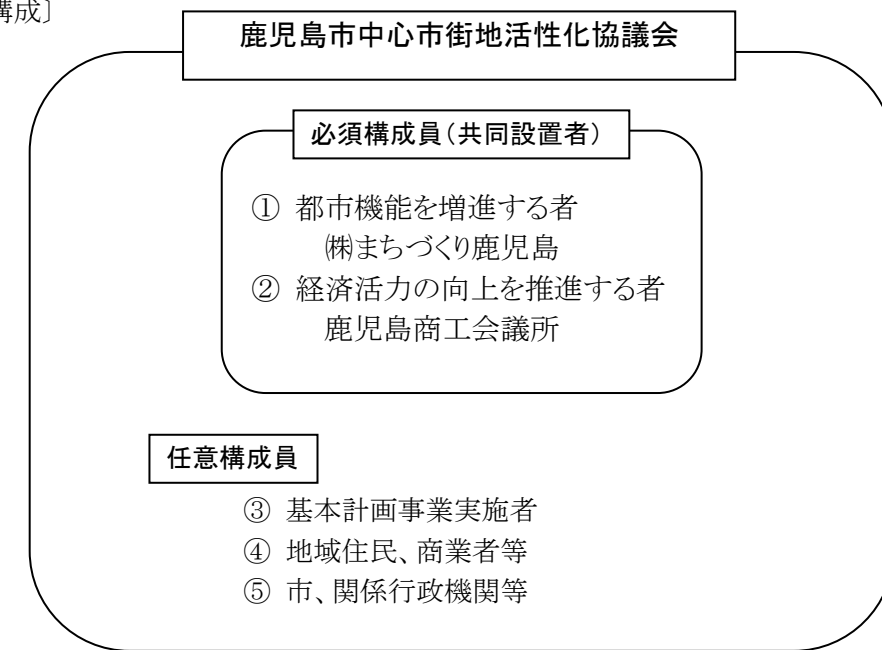 構成〕
鹿児島市中心市街地活性化協議会
必須構成員(共同設置者)
① 都市機能を増進する者
㈱まちづくり鹿児島
② 経済活力の向上を推進する者
鹿児島商工会議所
任意構成員
③ 基本計画事業実施者
④ 地域住民、商業者等
⑤ 市、関係行政機関等